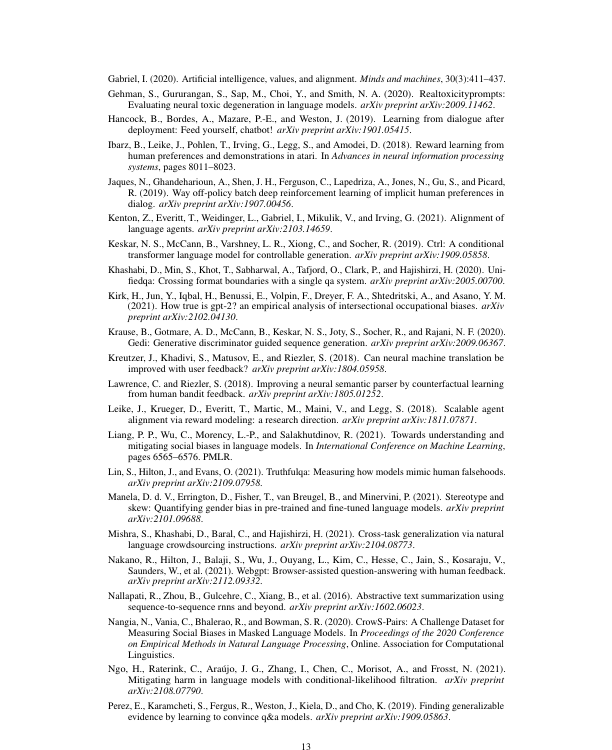 Gabriel, I. (2020). Artificial intelligence, values, and alignment. Minds and machines, 30(3):411–437.
Gehman, S., Gururangan, S., Sap, M., Choi, Y., and Smith, N. A. (2020). Realtoxicityprompts:
Evaluating neural toxic degeneration in language models. arXiv preprint arXiv:2009.11462.
Hancock, B., Bordes, A., Mazare, P.-E., and Weston, J. (2019). Learning from dialogue after
deployment: Feed yourself, chatbot! arXiv preprint arXiv:1901.05415.
Ibarz, B., Leike, J., Pohlen, T., Irving, G., Legg, S., and Amodei, D. (2018). Reward learning from
human preferences and demonstrations in atari. In Advances in neural information processing
systems, pages 8011–8023.
Jaques, N., Ghandeharioun, A., Shen, J. H., Ferguson, C., Lapedriza, A., Jones, N., Gu, S., and Picard,
R. (2019). Way off-policy batch deep reinforcement learning of implicit human preferences in
dialog. arXiv preprint arXiv:1907.00456.
Kenton, Z., Everitt, T., Weidinger, L., Gabriel, I., Mikulik, V., and Irving, G. (2021). Alignment of
language agents. arXiv preprint arXiv:2103.14659.
Keskar, N. S., McCann, B., Varshney, L. R., Xiong, C., and Socher, R. (2019). Ctrl: A conditional
transformer language model for controllable generation. arXiv preprint arXiv:1909.05858.
Khashabi, D., Min, S., Khot, T., Sabharwal, A., Tafjord, O., Clark, P., and Hajishirzi, H. (2020). Uni-
fiedqa: Crossing format boundaries with a single qa system. arXiv preprint arXiv:2005.00700.
Kirk, H., Jun, Y., Iqbal, H., Benussi, E., Volpin, F., Dreyer, F. A., Shtedritski, A., and Asano, Y. M.
(2021). How true is gpt-2? an empirical analysis of intersectional occupational biases. arXiv
preprint arXiv:2102.04130.
Krause, B., Gotmare, A. D., McCann, B., Keskar, N. S., Joty, S., Socher, R., and Rajani, N. F. (2020).
Gedi: Generative discriminator guided sequence generation. arXiv preprint arXiv:2009.06367.
Kreutzer, J., Khadivi, S., Matusov, E., and Riezler, S. (2018). Can neural machine translation be
improved with user feedback? arXiv preprint arXiv:1804.05958.
Lawrence, C. and Riezler, S. (2018). Improving a neural semantic parser by counterfactual learning
from human bandit feedback. arXiv preprint arXiv:1805.01252.
Leike, J., Krueger, D., Everitt, T., Martic, M., Maini, V., and Legg, S. (2018). Scalable agent
alignment via reward modeling: a research direction. arXiv preprint arXiv:1811.07871.
Liang, P. P., Wu, C., Morency, L.-P., and Salakhutdinov, R. (2021). Towards understanding and
mitigating social biases in language models. In International Conference on Machine Learning,
pages 6565–6576. PMLR.
Lin, S., Hilton, J., and Evans, O. (2021). Truthfulqa: Measuring how models mimic human falsehoods.
arXiv preprint arXiv:2109.07958.
Manela, D. d. V., Errington, D., Fisher, T., van Breugel, B., and Minervini, P. (2021). Stereotype and
skew: Quantifying gender bias in pre-trained and fine-tuned language models. arXiv preprint
arXiv:2101.09688.
Mishra, S., Khashabi, D., Baral, C., and Hajishirzi, H. (2021). Cross-task generalization via natural
language crowdsourcing instructions. arXiv preprint arXiv:2104.08773.
Nakano, R., Hilton, J., Balaji, S., Wu, J., Ouyang, L., Kim, C., Hesse, C., Jain, S., Kosaraju, V.,
Saunders, W., et al. (2021). Webgpt: Browser-assisted question-answering with human feedback.
arXiv preprint arXiv:2112.09332.
Nallapati, R., Zhou, B., Gulcehre, C., Xiang, B., et al. (2016). Abstractive text summarization using
sequence-to-sequence rnns and beyond. arXiv preprint arXiv:1602.06023.
Nangia, N., Vania, C., Bhalerao, R., and Bowman, S. R. (2020). CrowS-Pairs: A Challenge Dataset for
Measuring Social Biases in Masked Language Models. In Proceedings of the 2020 Conference
on Empirical Methods in Natural Language Processing, Online. Association for Computational
Linguistics.
Ngo, H., Raterink, C., Araújo, J. G., Zhang, I., Chen, C., Morisot, A., and Frosst, N. (2021).
Mitigating harm in language models with conditional-likelihood filtration. arXiv preprint
arXiv:2108.07790.
Perez, E., Karamcheti, S., Fergus, R., Weston, J., Kiela, D., and Cho, K. (2019). Finding generalizable
evidence by learning to convince q&a models. arXiv preprint arXiv:1909.05863.
13